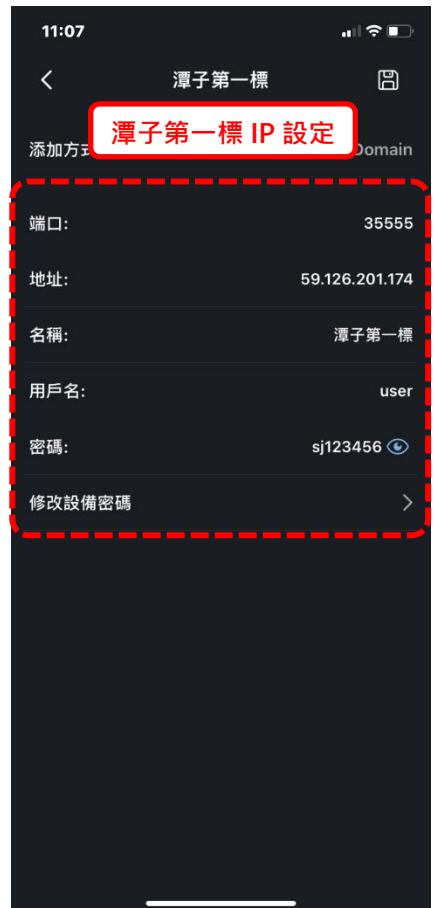 11:07
潭子第一標
潭子第一標 IP 設定
添加方式 Domain
端口: 35555
地址: 59.126.201.174
名稱: 潭子第一標
用戶名: user
密碼: sj123456
修改設備密碼